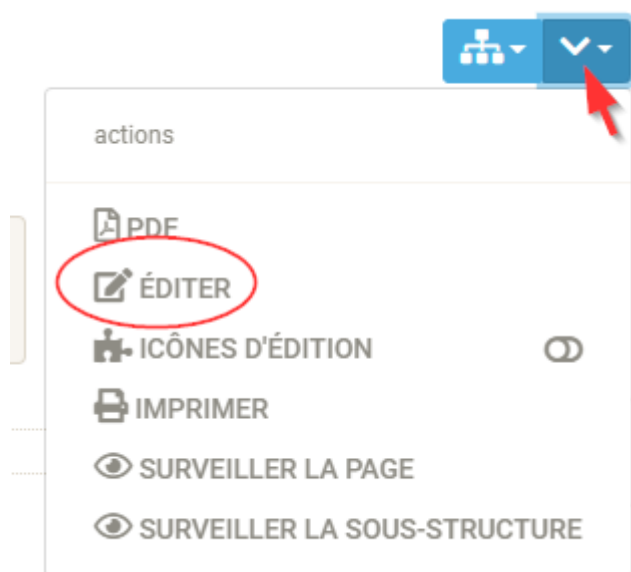 actions
PDF
ÉDITER
ICÔNES D'ÉDITION
IMPRIMER
SURVEILLER LA PAGE
SURVEILLER LA SOUS-STRUCTURE